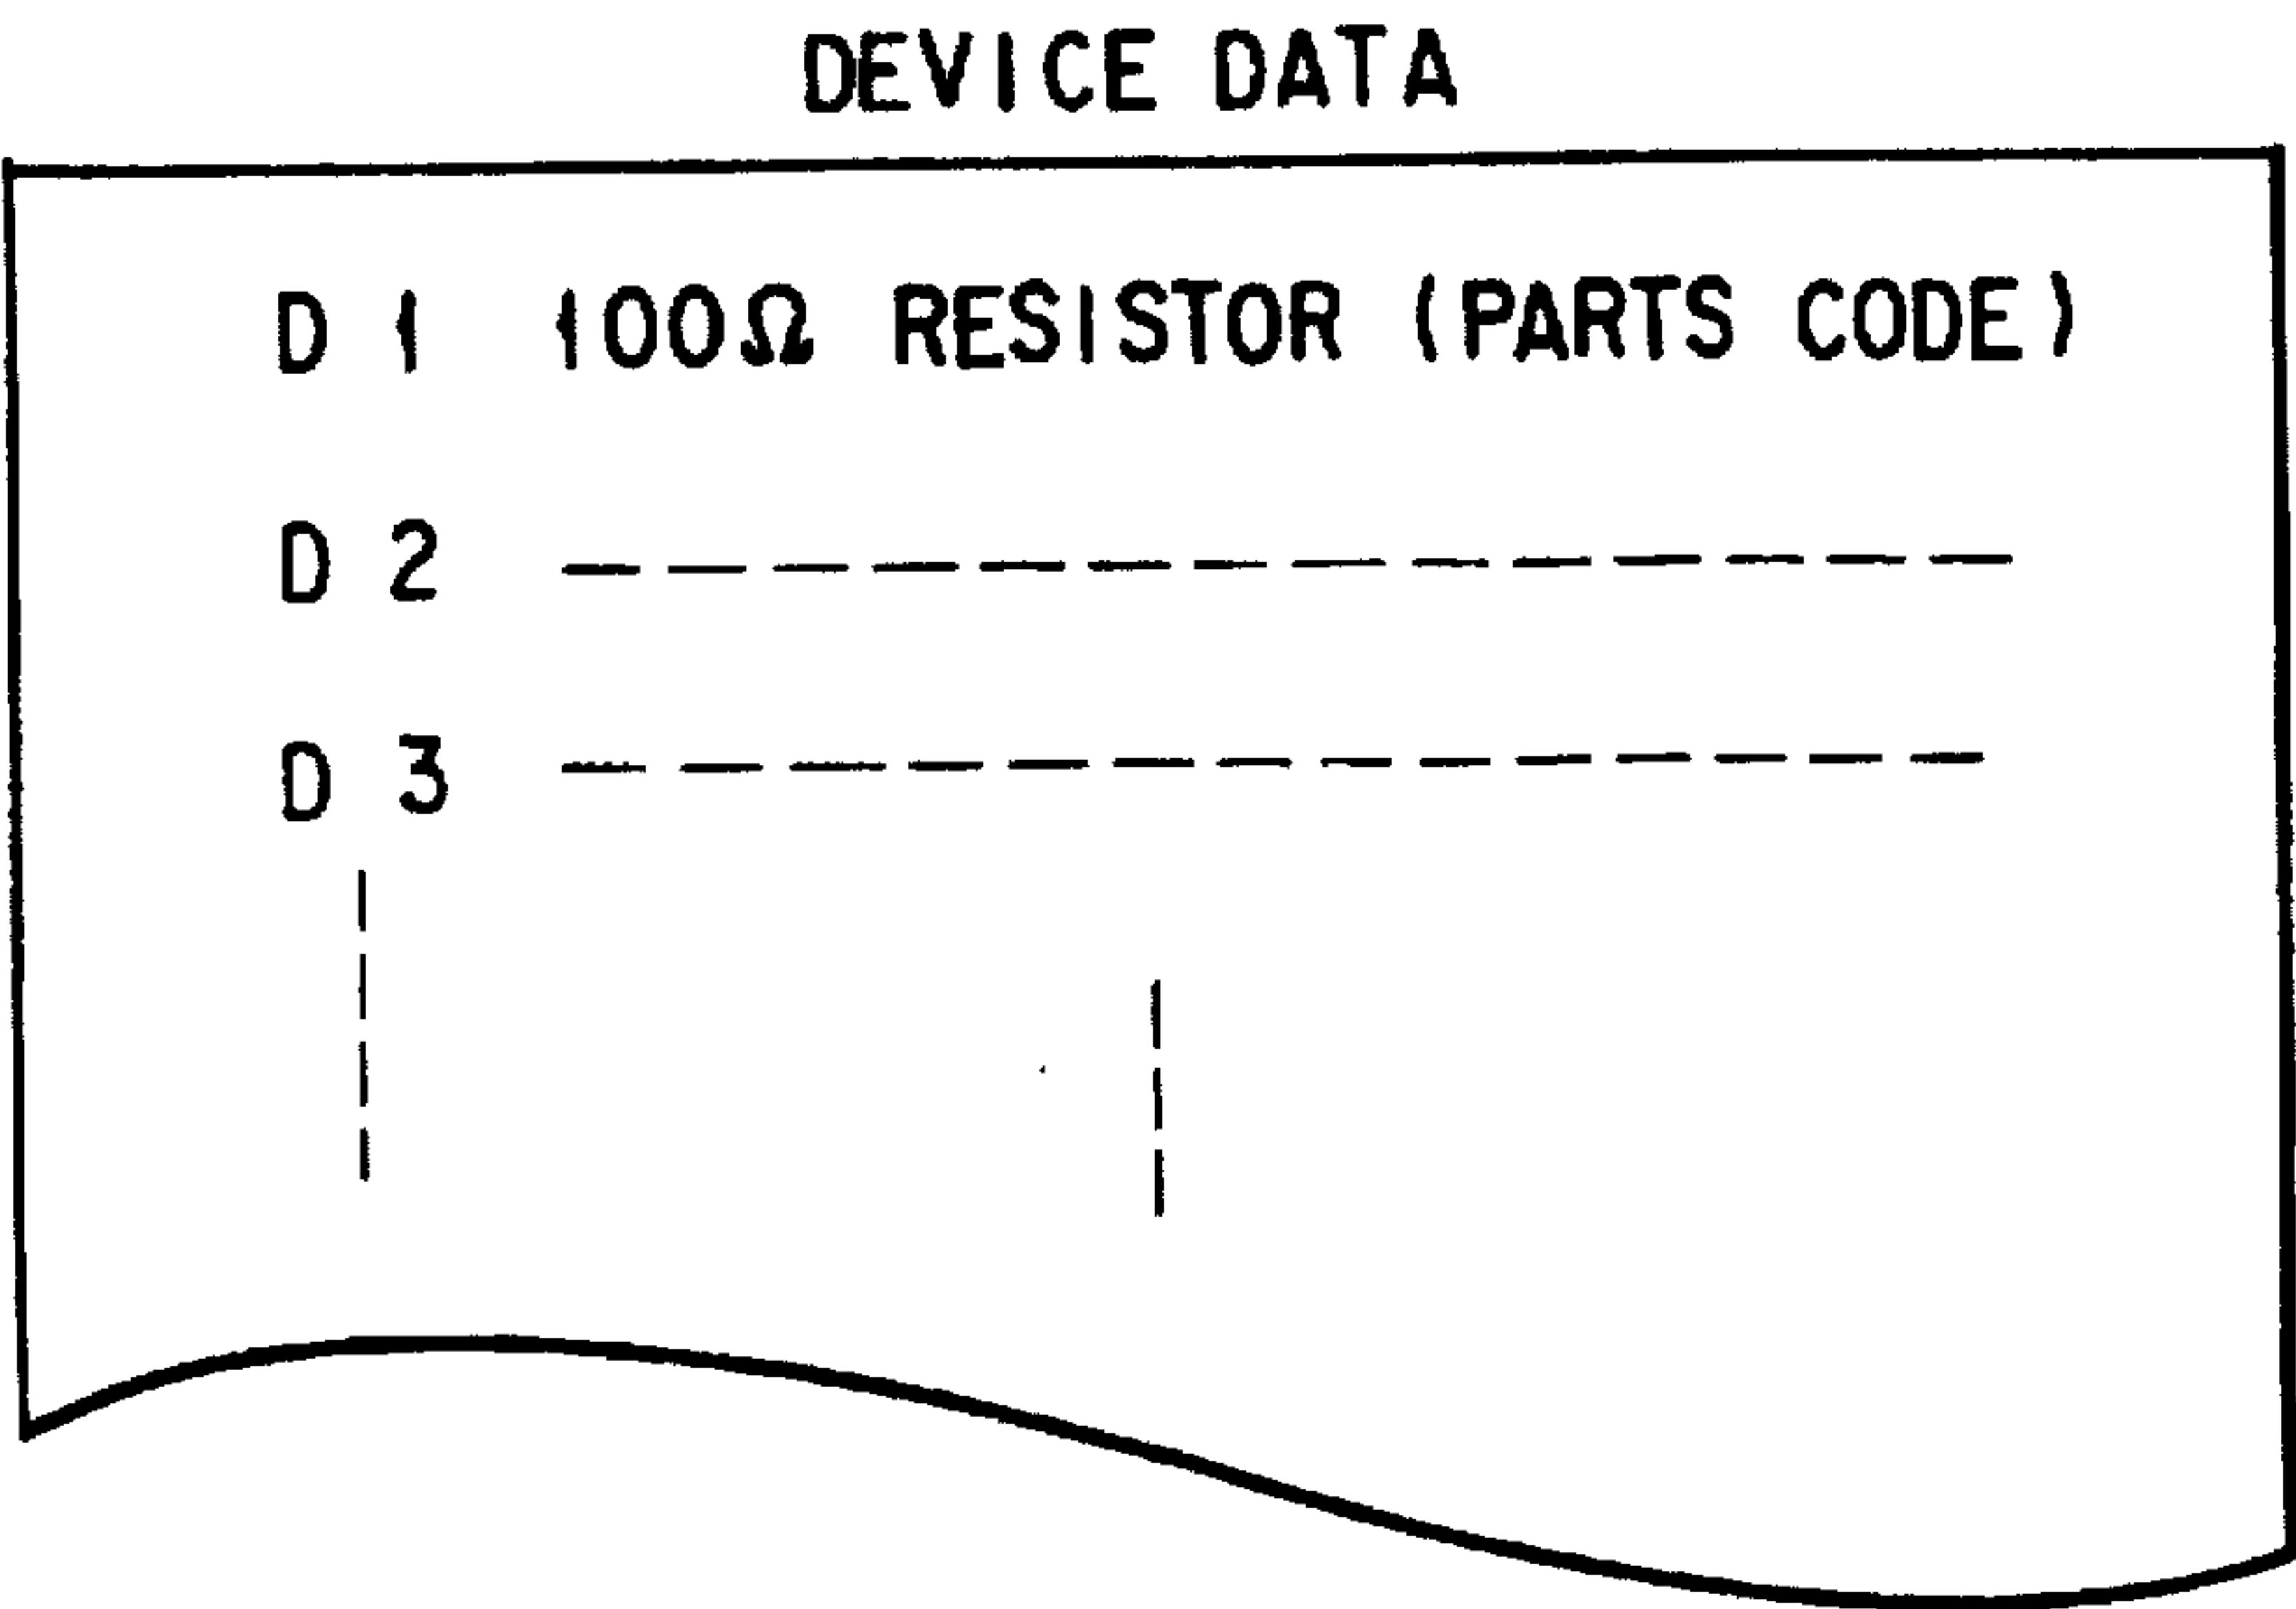 DEVICE DATA
D 1 100Ω RESISTOR (PARTS CODE)
D 2
D 3